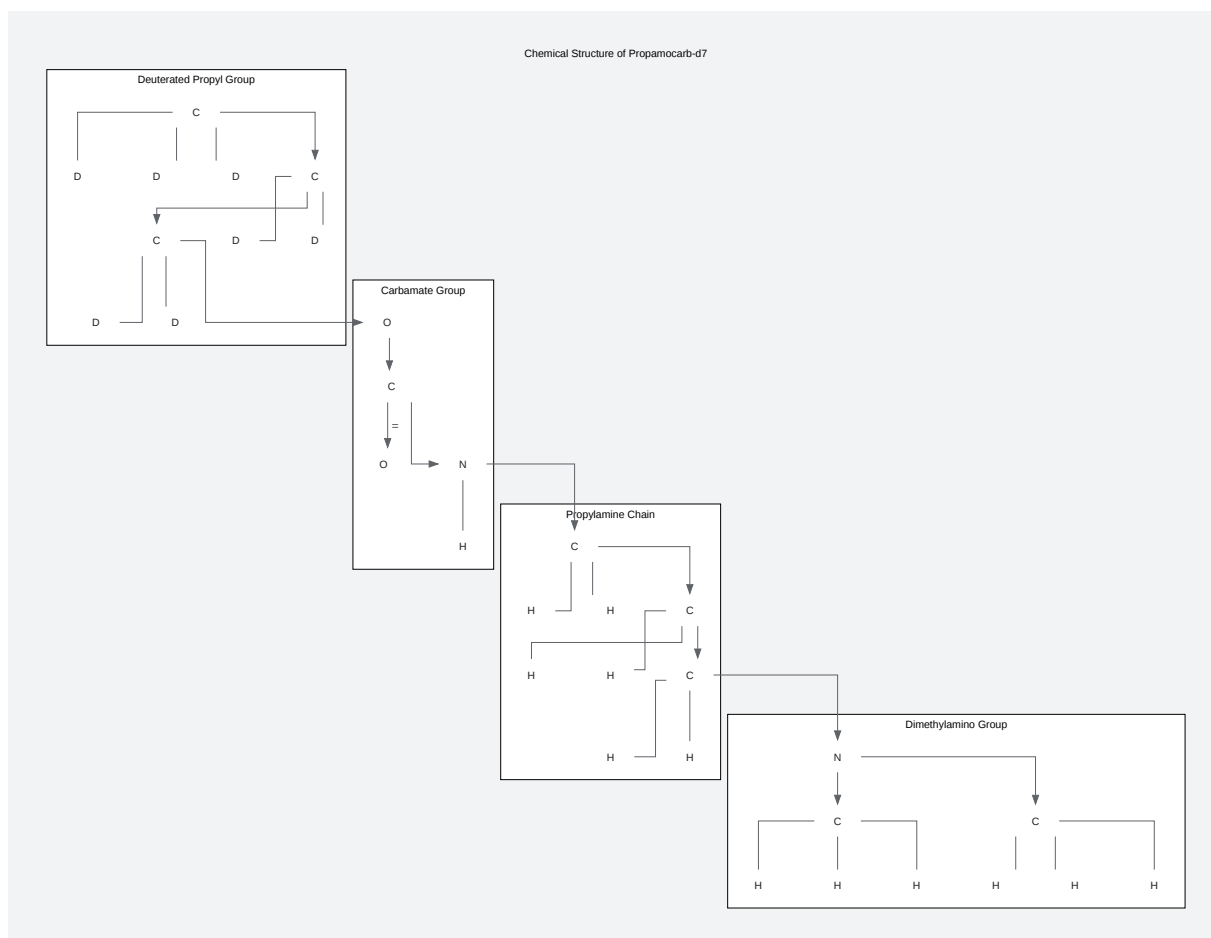 Chemical Structure of Propamocarb-d7
Deuterated Propyl Group
C
D D D C
C D D
D D
Carbamate Group
O
C
=
O N
H
Propylamine Chain
C
H H C
H H C
H H
Dimethylamino Group
N
C C
H H H H H H